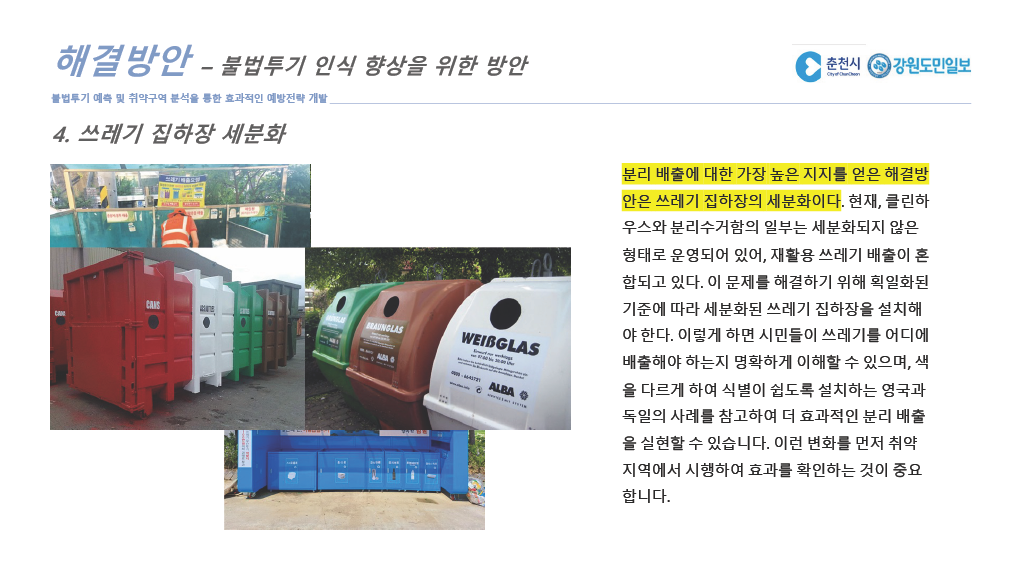 해결방안 – 불법투기 인식 향상을 위한 방안
춘천시
City of ChunCheon
강원도민일보
불법투기 예측 및 취약구역 분석을 통한 효과적인 예방전략 개발
4. 쓰레기 집하장 세분화
CANS
CANS
BRAUNGLAS
ALBA
WEIßGLAS
ALBA
분리 배출에 대한 가장 높은 지지를 얻은 해결방
안은 쓰레기 집하장의 세분화이다. 현재, 클린하
우스와 분리수거함의 일부는 세분화되지 않은
형태로 운영되어 있어, 재활용 쓰레기 배출이 혼
합되고 있다. 이 문제를 해결하기 위해 획일화된
기준에 따라 세분화된 쓰레기 집하장을 설치해
야 한다. 이렇게 하면 시민들이 쓰레기를 어디에
배출해야 하는지 명확하게 이해할 수 있으며, 색
을 다르게 하여 식별이 쉽도록 설치하는 영국과
독일의 사례를 참고하여 더 효과적인 분리 배출
을 실현할 수 있습니다. 이런 변화를 먼저 취약
지역에서 시행하여 효과를 확인하는 것이 중요
합니다.